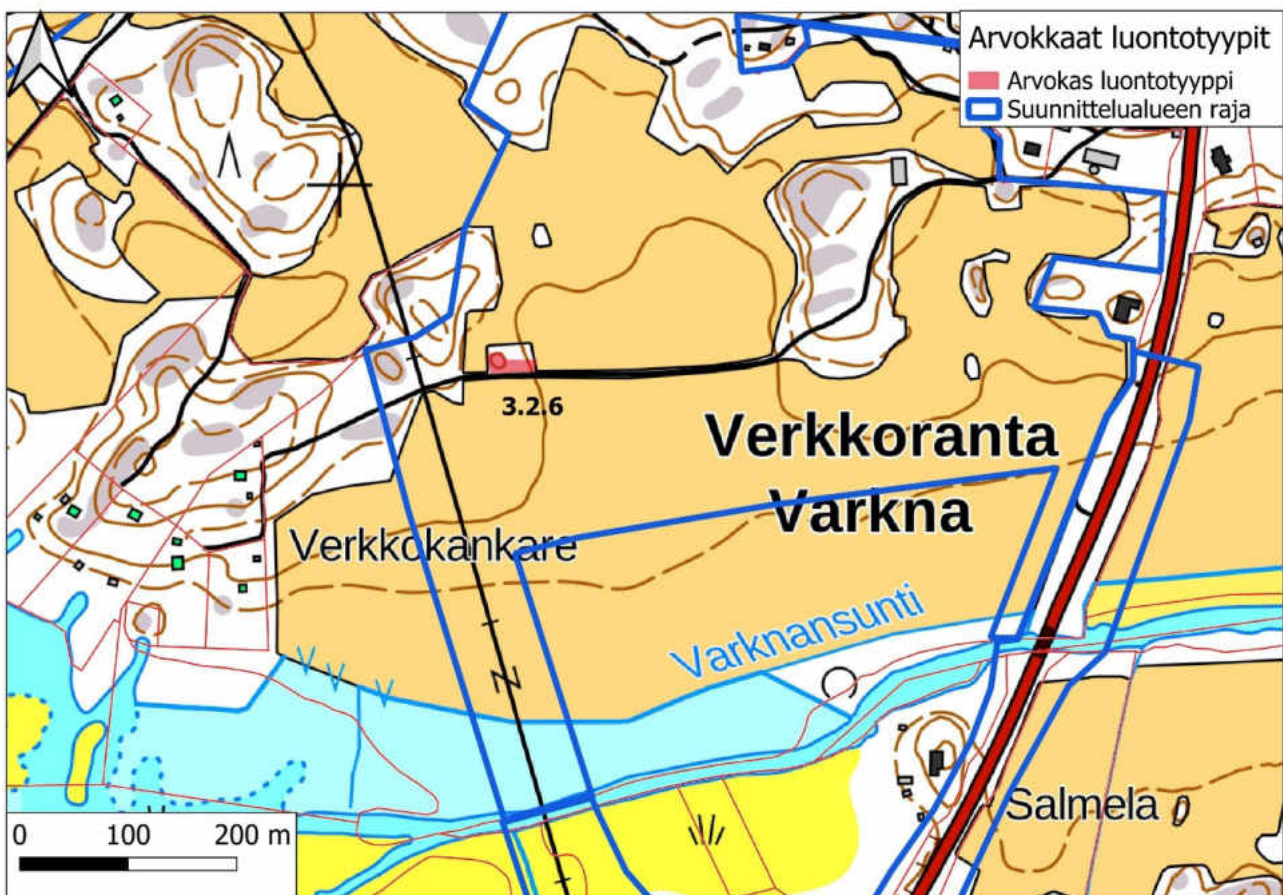 Arvokkaat luontotyypit
Arvokas luontotyyppi
Suunnittelualueen raja
3.2.6
Verkkoranta
Varkna
Verkkokankare
Varknansunti
Salmela
0 100 200 m